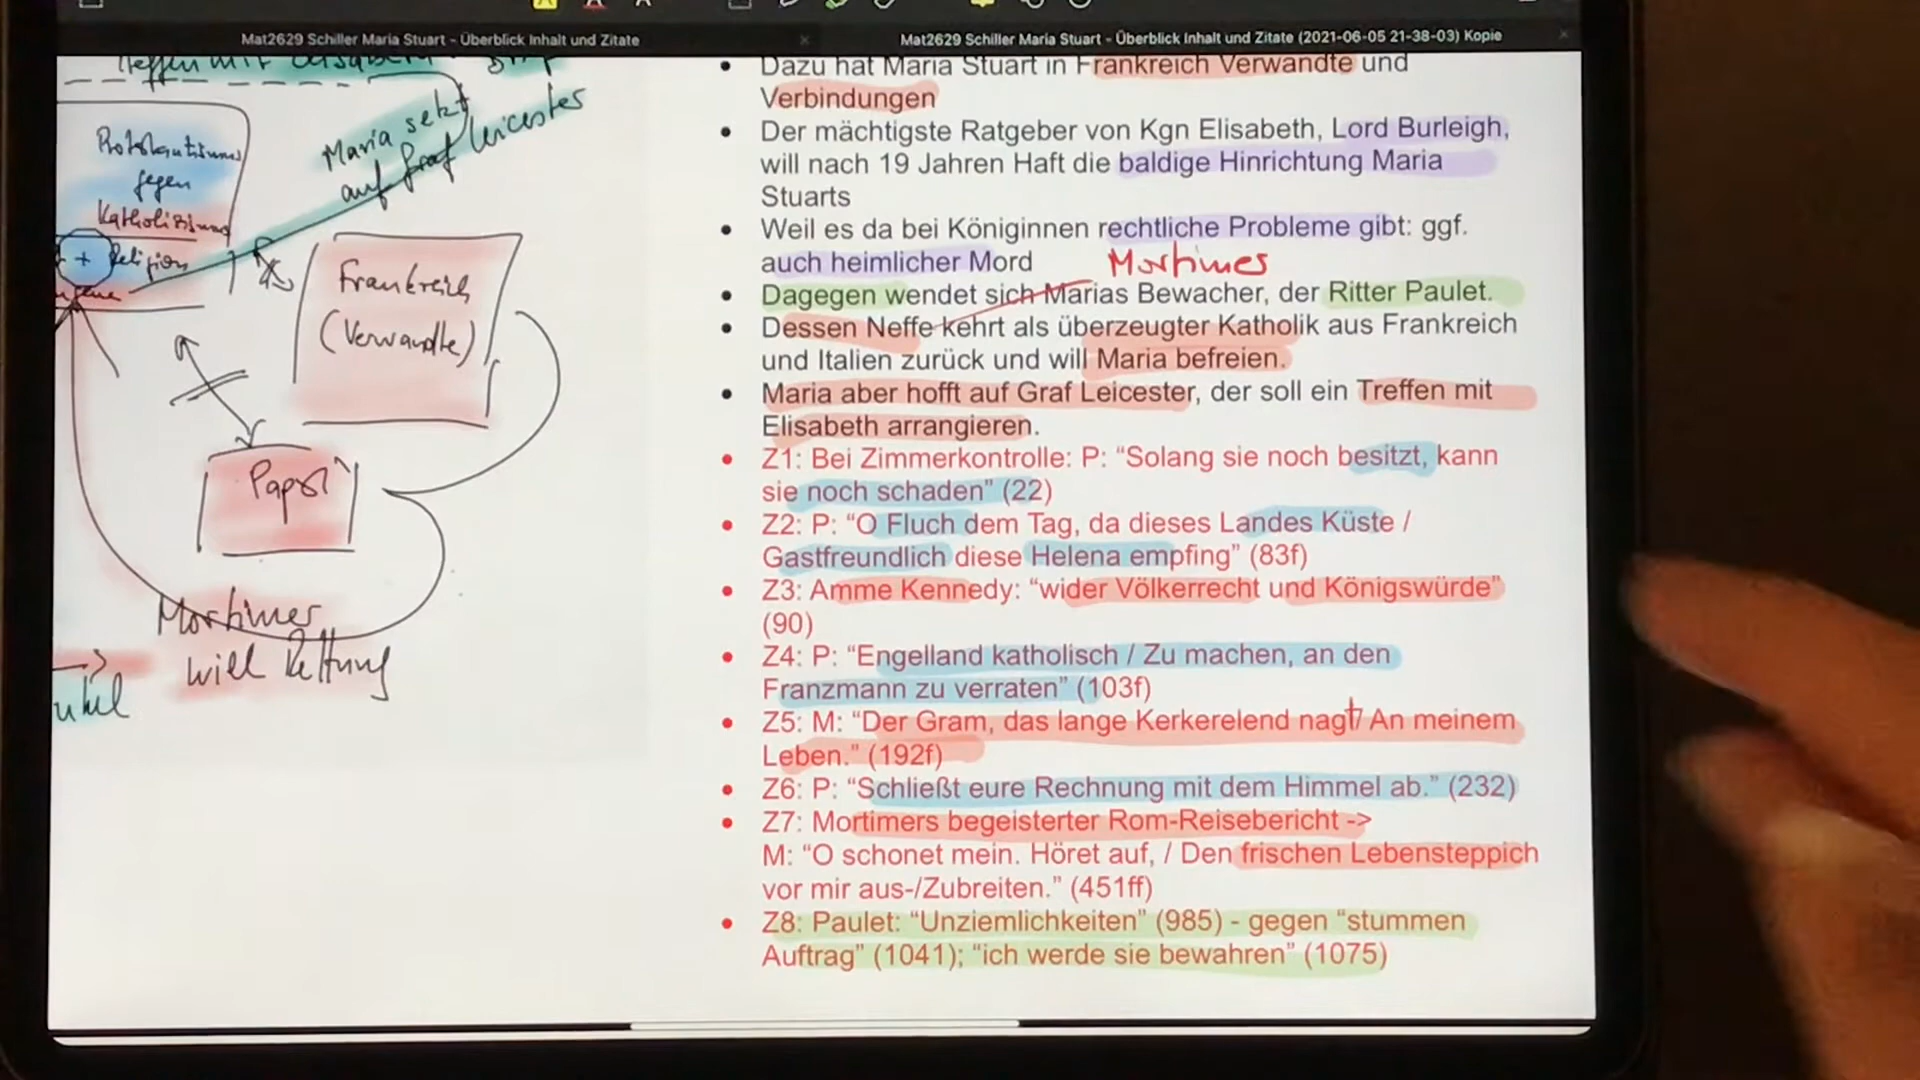 Mat2629 Schiller Maria Stuart - Überblick Inhalt und Zitate
Mat2629 Schiller Maria Stuart - Überblick Inhalt und Zitate (2021-06-05 21-38-03) Kopie
Treffen mit Elisabeth
Maria setzt
auf Graf Leicester
Protestantismus
gegen
Katholizismus
+ Religion
Frankreich
(Verwandte)
Papst
Mortimer
will Rettung
Dazu hat Maria Stuart in Frankreich Verwandte und
Verbindungen
Der mächtigste Ratgeber von Kgn Elisabeth, Lord Burleigh,
will nach 19 Jahren Haft die baldige Hinrichtung Maria
Stuarts
Weil es da bei Königinnen rechtliche Probleme gibt: ggf.
auch heimlicher Mord
Mortimer
Dagegen wendet sich Marias Bewacher, der Ritter Paulet.
Dessen Neffe kehrt als überzeugter Katholik aus Frankreich
und Italien zurück und will Maria befreien.
Maria aber hofft auf Graf Leicester, der soll ein Treffen mit
Elisabeth arrangieren.
Z1: Bei Zimmerkontrolle: P: “Solang sie noch besitzt, kann
sie noch schaden” (22)
Z2: P: “O Fluch dem Tag, da dieses Landes Küste /
Gastfreundlich diese Helena empfing” (83f)
Z3: Amme Kennedy: “wider Völkerrecht und Königswürde”
(90)
Z4: P: “Engelland katholisch / Zu machen, an den
Franzmann zu verraten” (103f)
Z5: M: “Der Gram, das lange Kerkerelend nagt/ An meinem
Leben.” (192f)
Z6: P: “Schließt eure Rechnung mit dem Himmel ab.” (232)
Z7: Mortimers begeisterter Rom-Reisebericht ->
M: “O schonet mein. Höret auf, / Den frischen Lebensteppich
vor mir aus-/Zubreiten.” (451ff)
Z8: Paulet: “Unziemlichkeiten” (985) - gegen “stummen
Auftrag” (1041); “ich werde sie bewahren” (1075)